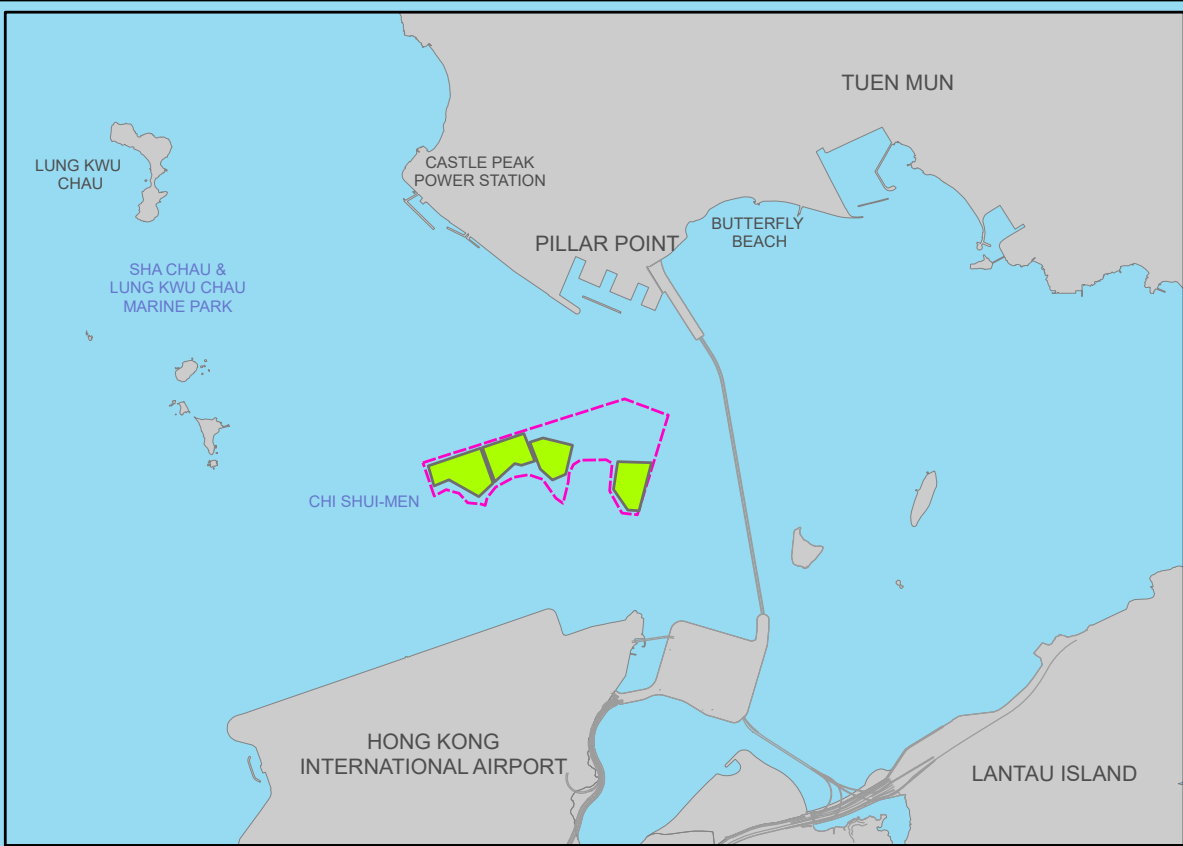 TUEN MUN
LUNG KWU
CHAU
CASTLE PEAK
POWER STATION
BUTTERFLY
BEACH
PILLAR POINT
SHA CHAU &
LUNG KWU CHAU
MARINE PARK
CHI SHUI-MEN
HONG KONG
INTERNATIONAL AIRPORT
LANTAU ISLAND